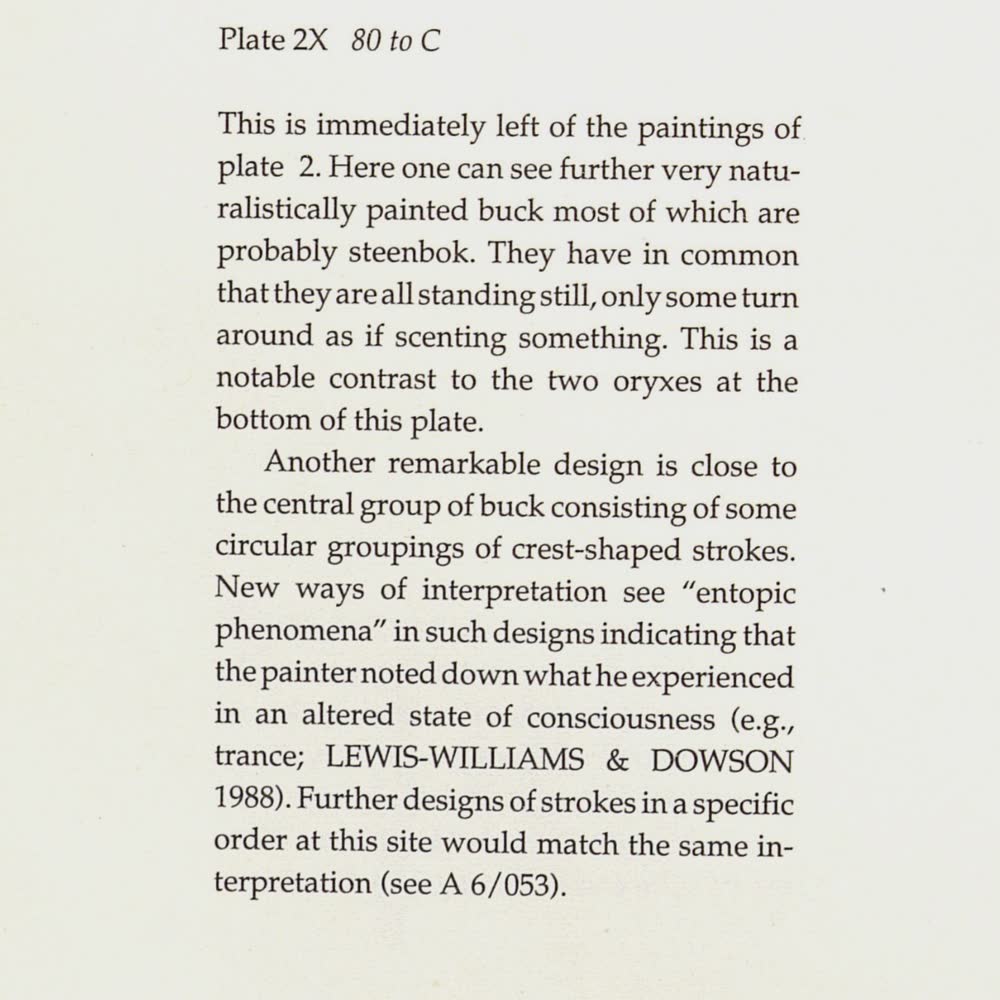 Plate 2X 80 to C
This is immediately left of the paintings of
plate 2. Here one can see further very natu-
ralistically painted buck most of which are
probably steenbok. They have in common
that they are all standing still, only some turn
around as if scenting something. This is a
notable contrast to the two oryxes at the
bottom of this plate.
Another remarkable design is close to
the central group of buck consisting of some
circular groupings of crest-shaped strokes.
New ways of interpretation see "entopic
phenomena" in such designs indicating that
the painter noted down what he experienced
in an altered state of consciousness (e.g.,
trance; LEWIS-WILLIAMS & DOWSON
1988). Further designs of strokes in a specific
order at this site would match the same in-
terpretation (see A 6/053).